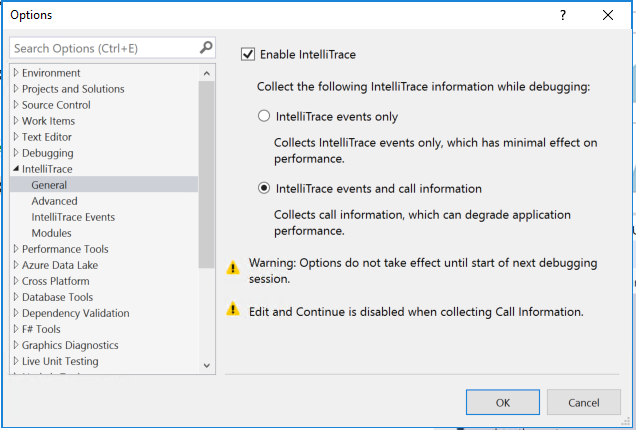 Options
?
Search Options (Ctrl+E)
Environment
Projects and Solutions
Source Control
Work Items
Text Editor
Debugging
IntelliTrace
General
Advanced
IntelliTrace Events
Modules
Performance Tools
Azure Data Lake
Cross Platform
Database Tools
Dependency Validation
F# Tools
Graphics Diagnostics
Live Unit Testing
Enable IntelliTrace
Collect the following IntelliTrace information while debugging:
IntelliTrace events only
Collects IntelliTrace events only, which has minimal effect on
performance.
IntelliTrace events and call information
Collects call information, which can degrade application
performance.
Warning: Options do not take effect until start of next debugging
session.
Edit and Continue is disabled when collecting Call Information.
OK
Cancel